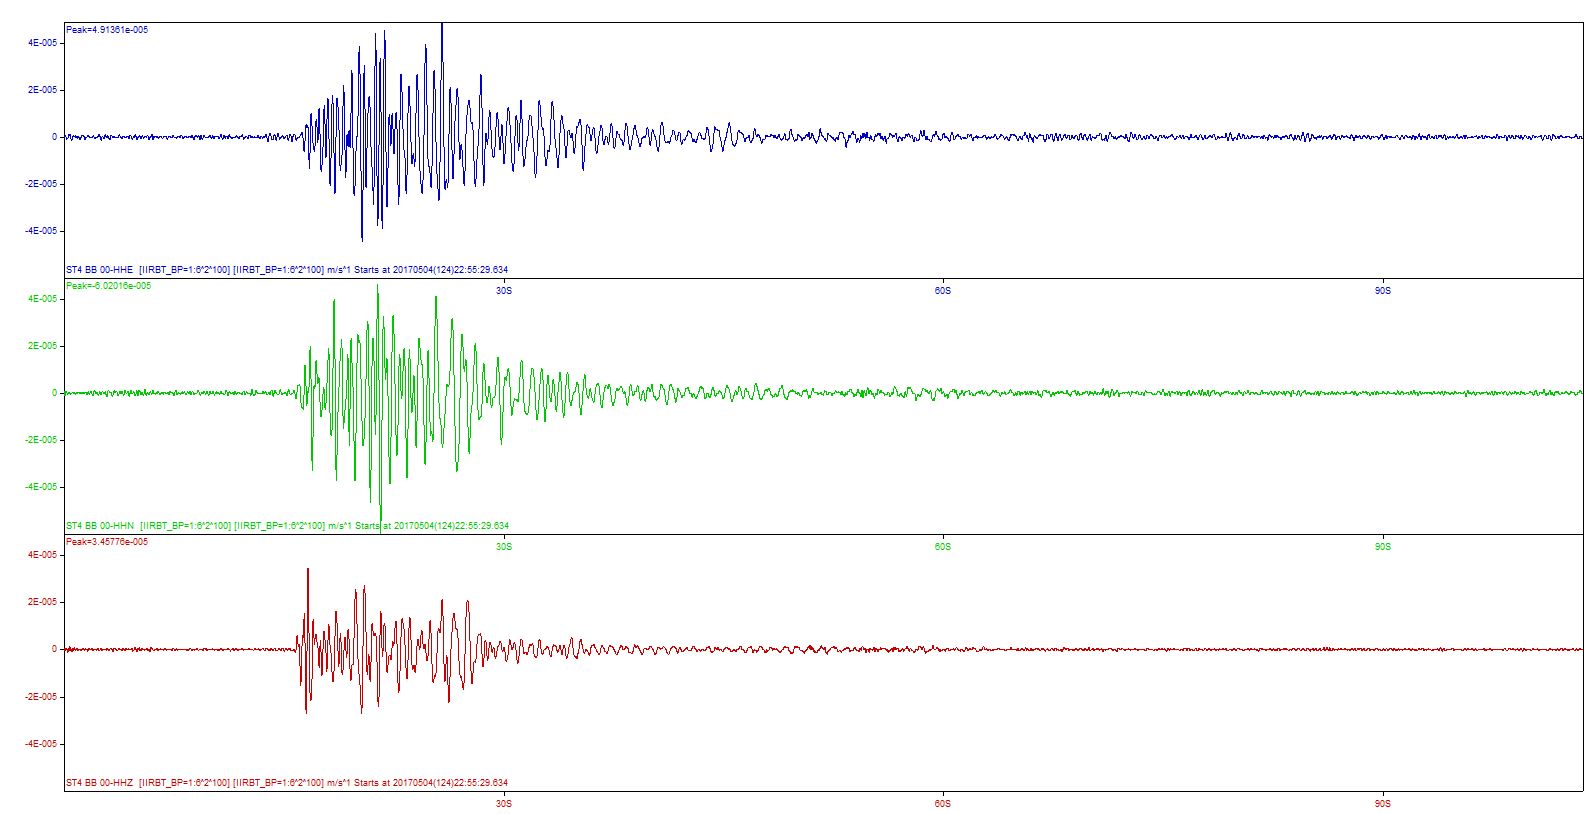 Peak=4.91361e-005
4E-005
2E-005
0
-2E-005
-4E-005
ST4 BB 00-HHE [IIRBT_BP=1:6^2^100] [IIRBT_BP=1:6^2^100] m/s^1 Starts at 20170504(124)22:55:29.634
30S 60S 90S
Peak=-6.02016e-005
4E-005
2E-005
0
-2E-005
-4E-005
ST4 BB 00-HHN [IIRBT_BP=1:6^2^100] [IIRBT_BP=1:6^2^100] m/s^1 Starts at 20170504(124)22:55:29.634
30S 60S 90S
Peak=3.45776e-005
4E-005
2E-005
0
-2E-005
-4E-005
ST4 BB 00-HHZ [IIRBT_BP=1:6^2^100] [IIRBT_BP=1:6^2^100] m/s^1 Starts at 20170504(124)22:55:29.634
30S 60S 90S